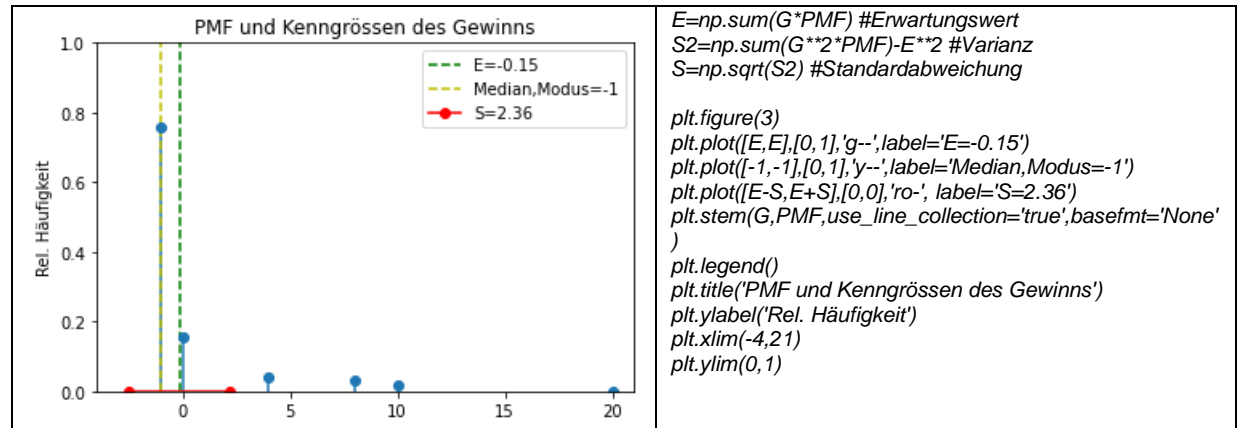 PMF und Kenngrössen des Gewinns
1.0
0.8
0.6
0.4
0.2
0.0
Rel. Häufigkeit
E=-0.15
Median,Modus=-1
S=2.36
0
5
10
15
20
E=np.sum(G*PMF) #Erwartungswert
S2=np.sum(G**2*PMF)-E**2 #Varianz
S=np.sqrt(S2) #Standardabweichung
plt.figure(3)
plt.plot([E,E],[0,1],'g--',label='E=-0.15')
plt.plot([-1,-1],[0,1],'y--',label='Median,Modus=-1')
plt.plot([E-S,E+S],[0,0],'ro-', label='S=2.36')
plt.stem(G,PMF,use_line_collection='true',basefmt='None'
)
plt.legend()
plt.title('PMF und Kenngrössen des Gewinns')
plt.ylabel('Rel. Häufigkeit')
plt.xlim(-4,21)
plt.ylim(0,1)